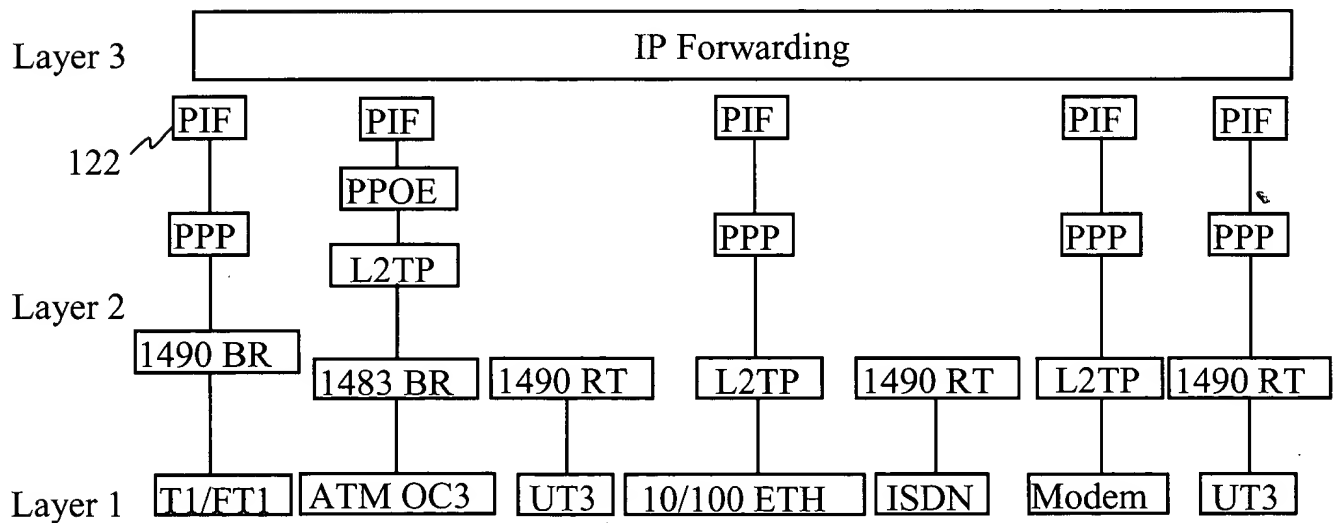 Layer 3
IP Forwarding
PIF PIF PIF PIF PIF
122
PPOE
PPP PPP PPP PPP
L2TP
Layer 2
1490 BR 1483 BR 1490 RT L2TP 1490 RT L2TP 1490 RT
Layer 1 T1/FT1 ATM OC3 UT3 10/100 ETH ISDN Modem UT3